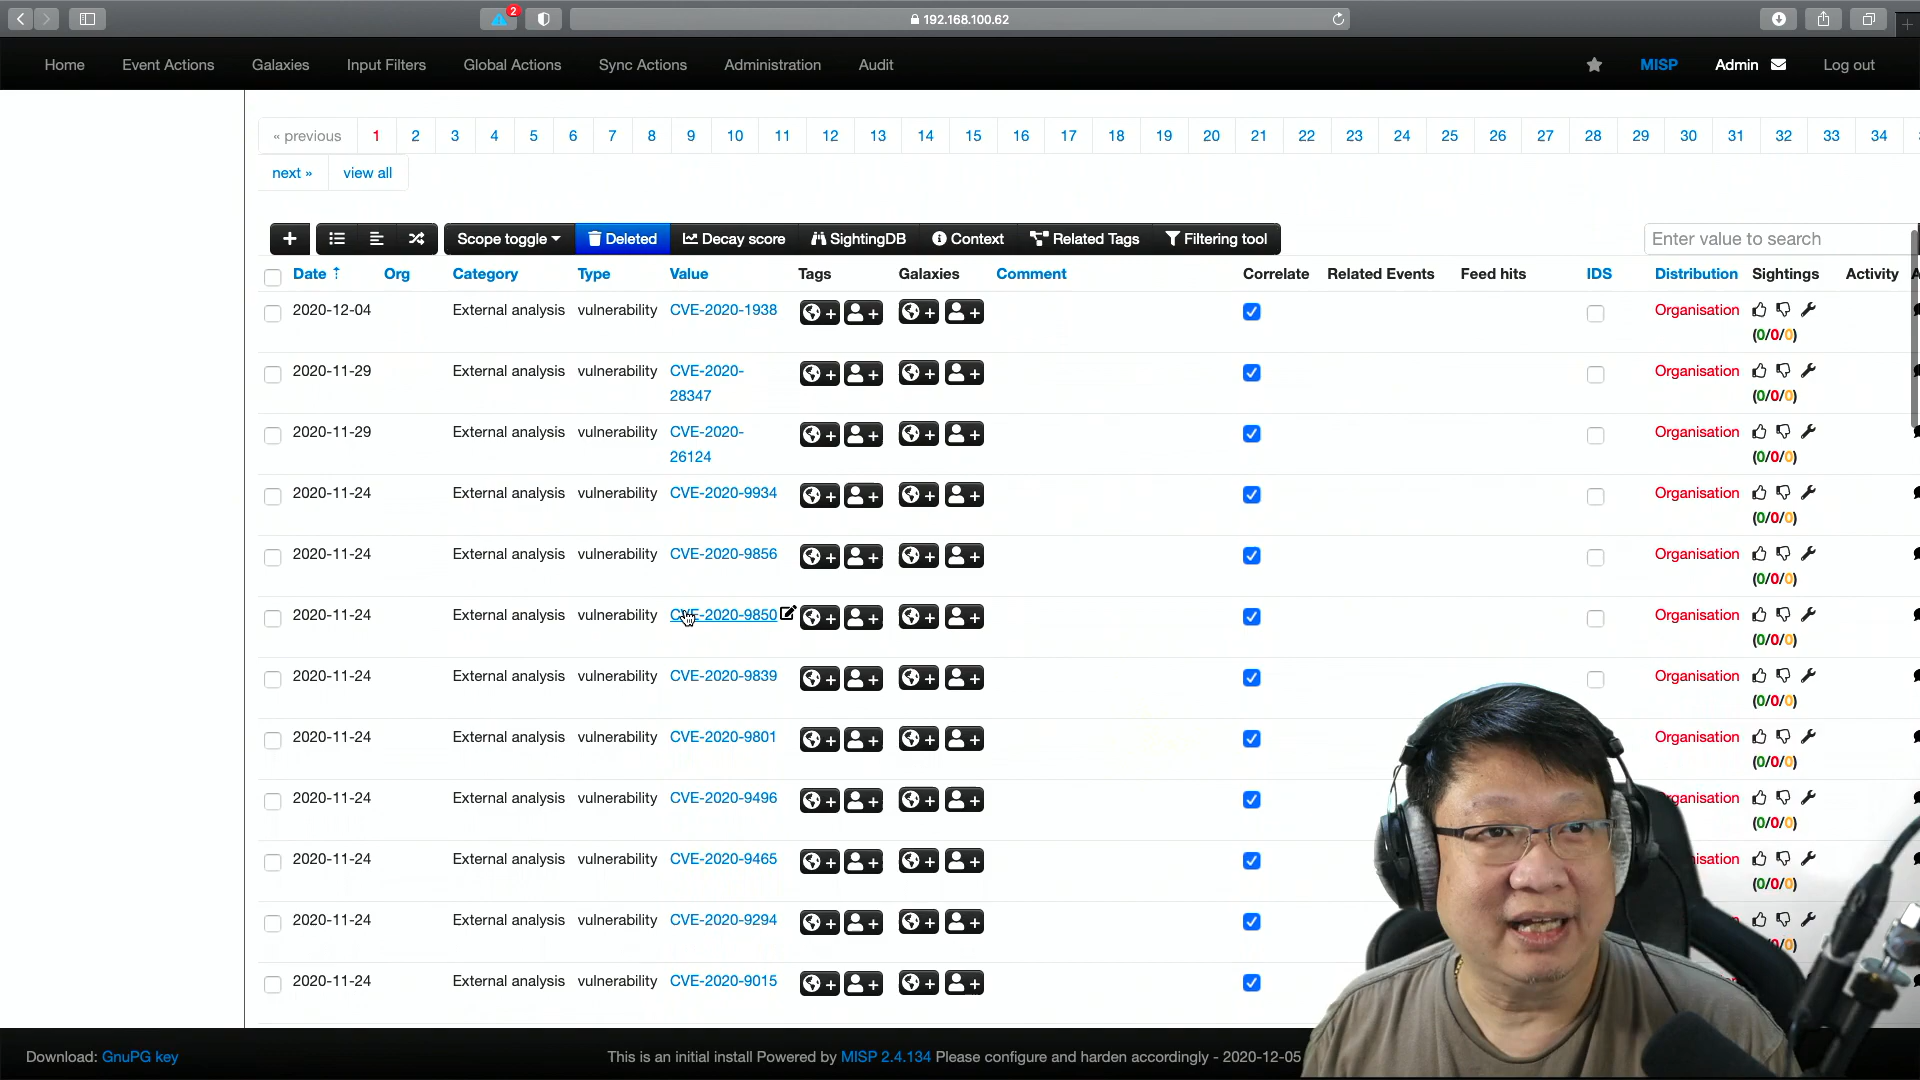 2
192.168.100.62
Home Event Actions Galaxies Input Filters Global Actions Sync Actions Administration Audit MISP Admin Log out
« previous 1 2 3 4 5 6 7 8 9 10 11 12 13 14 15 16 17 18 19 20 21 22 23 24 25 26 27 28 29 30 31 32 33 34
next » view all
Scope toggle Deleted Decay score SightingDB Context Related Tags Filtering tool Enter value to search
Date ↑ Org Category Type Value Tags Galaxies Comment Correlate Related Events Feed hits IDS Distribution Sightings Activity
2020-12-04 External analysis vulnerability CVE-2020-1938 Organisation
(0/0/0)
2020-11-29 External analysis vulnerability CVE-2020- Organisation
28347 (0/0/0)
2020-11-29 External analysis vulnerability CVE-2020- Organisation
26124 (0/0/0)
2020-11-24 External analysis vulnerability CVE-2020-9934 Organisation
(0/0/0)
2020-11-24 External analysis vulnerability CVE-2020-9856 Organisation
(0/0/0)
2020-11-24 External analysis vulnerability CVE-2020-9850 Organisation
(0/0/0)
2020-11-24 External analysis vulnerability CVE-2020-9839 Organisation
(0/0/0)
2020-11-24 External analysis vulnerability CVE-2020-9801 Organisation
(0/0/0)
2020-11-24 External analysis vulnerability CVE-2020-9496 rganisation
(0/0/0)
2020-11-24 External analysis vulnerability CVE-2020-9465 isation
(0/0/0)
2020-11-24 External analysis vulnerability CVE-2020-9294
2020-11-24 External analysis vulnerability CVE-2020-9015
Download: GnuPG key This is an initial install Powered by MISP 2.4.134 Please configure and harden accordingly - 2020-12-05